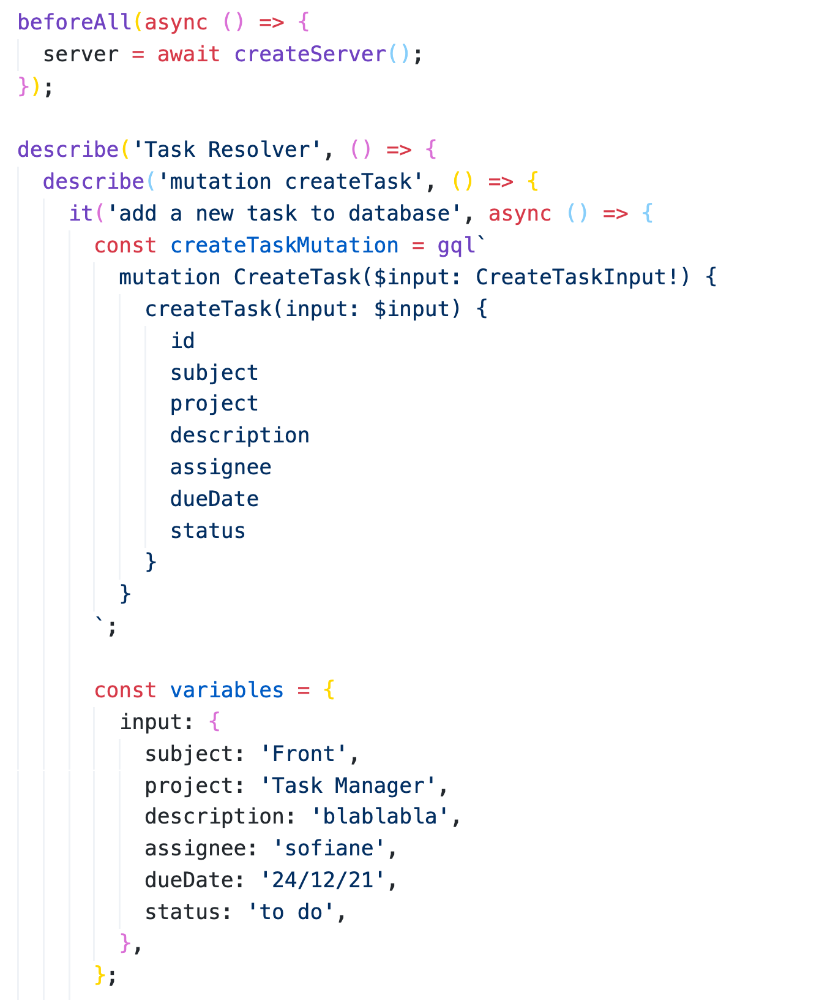 beforeAll(async () => {
  server = await createServer();
});

describe('Task Resolver', () => {
  describe('mutation createTask', () => {
    it('add a new task to database', async () => {
      const createTaskMutation = gql`
        mutation CreateTask($input: CreateTaskInput!) {
          createTask(input: $input) {
            id
            subject
            project
            description
            assignee
            dueDate
            status
          }
        }
      `;

      const variables = {
        input: {
          subject: 'Front',
          project: 'Task Manager',
          description: 'blablabla',
          assignee: 'sofiane',
          dueDate: '24/12/21',
          status: 'to do',
        },
      };